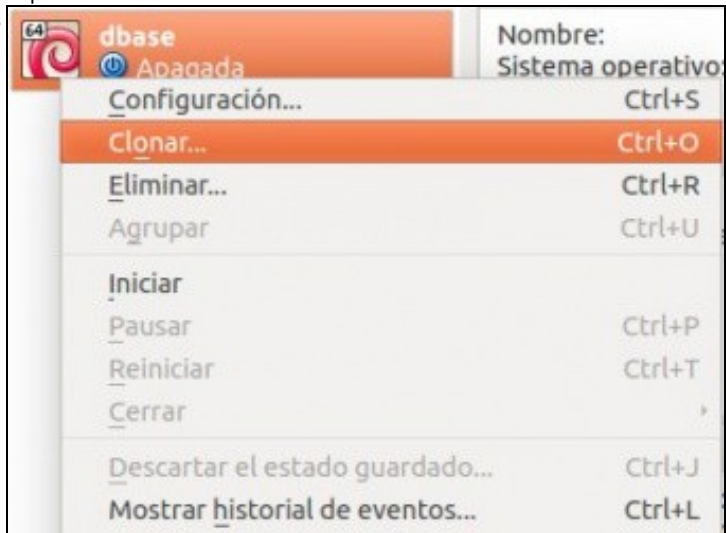 64
dbase
Apagada
Nombre:
Sistema operativo:
Configuración... Ctrl+S
Clonar... Ctrl+O
Eliminar... Ctrl+R
Agrupar Ctrl+U
Iniciar
Pausar Ctrl+P
Reiniciar Ctrl+T
Cerrar
Descartar el estado guardado... Ctrl+J
Mostrar historial de eventos... Ctrl+L